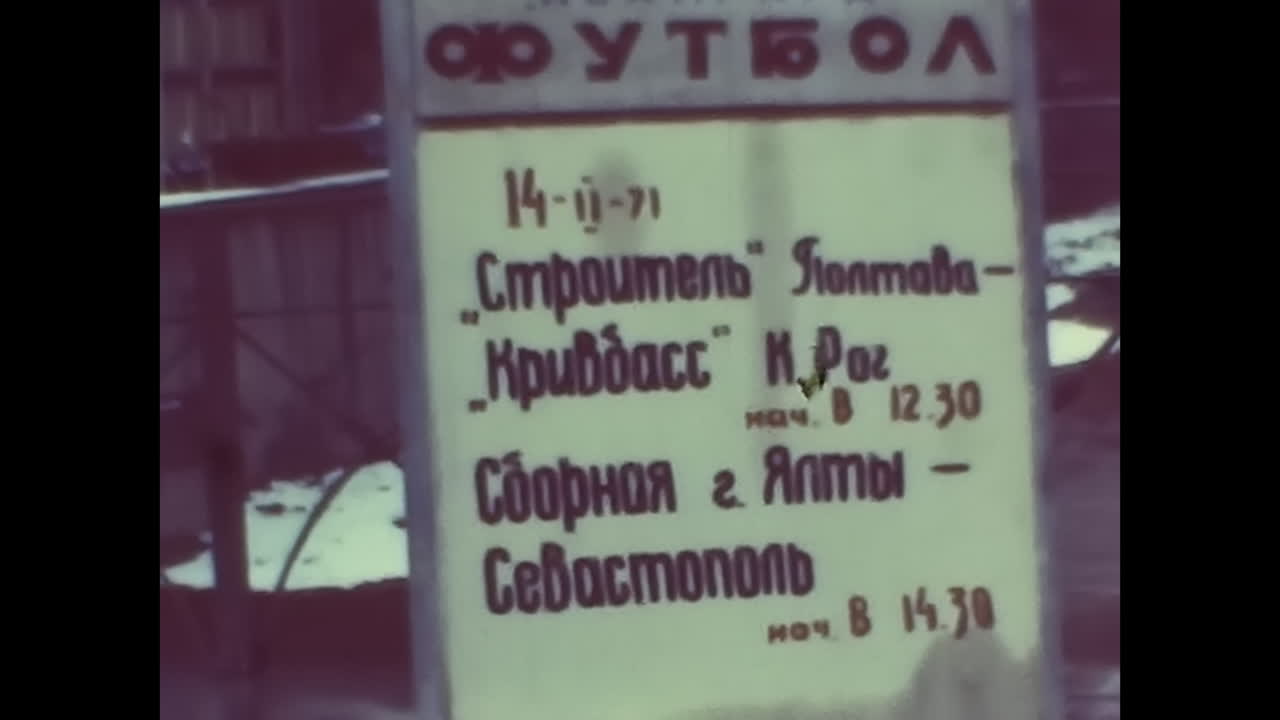 ФУТБОЛ
14-II-71
„Строитель" Полтава —
„Кривбасс" К. Рог
нач. В 12.30
Сборная г. Ялты —
Севастополь
нач. В 14.30